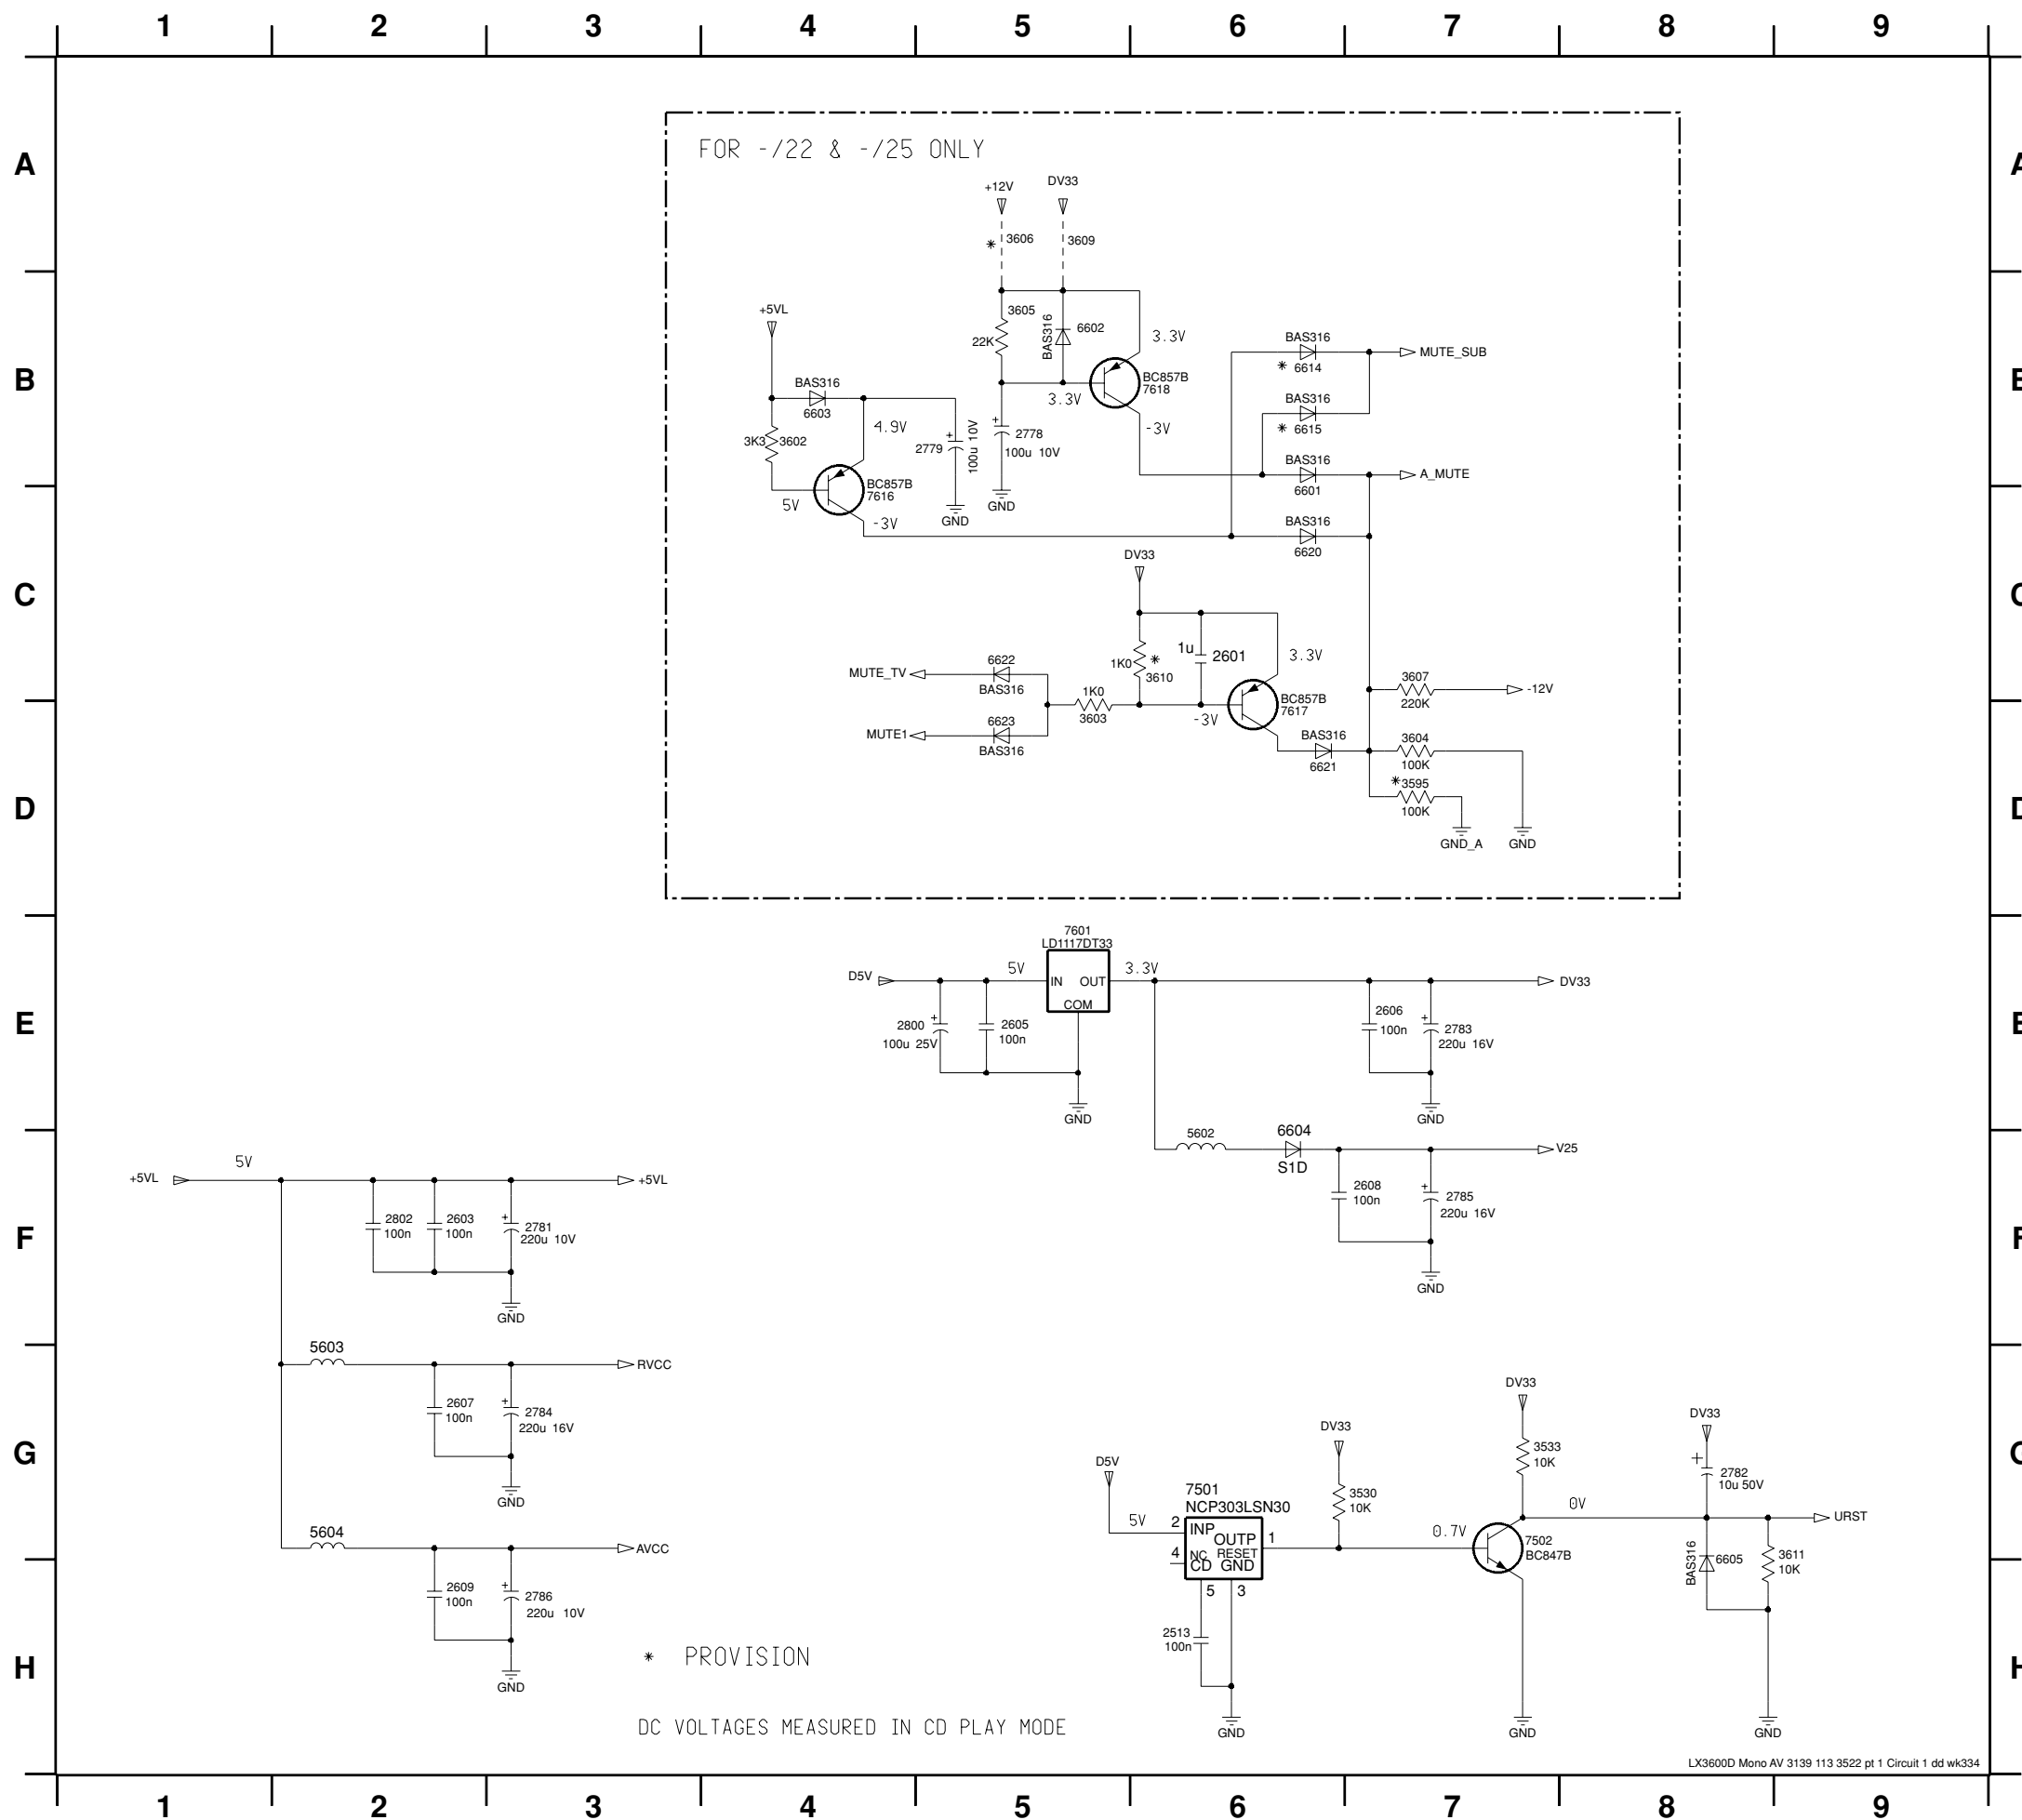 1 2 3 4 5 6 7 8 9
A
FOR -/22 & -/25 ONLY
+12V
DV33
* 3606
3609
B
+5VL
3605
22K
BAS316
6602
3.3V
3.3V
BC857B
7618
-3V
BAS316
* 6614
MUTE_SUB
BAS316
* 6615
BAS316
6601
A_MUTE
BAS316
6603
4.9V
3K3 3602
2779
100u 10V
2778
100u 10V
BC857B
7616
5V
-3V
GND
GND
BAS316
6620
C
DV33
MUTE_TV
6622
BAS316
1K0
*
3610
1u
2601
3.3V
BC857B
7617
-3V
1K0
3603
3607
220K
-12V
MUTE1
6623
BAS316
BAS316
6621
3604
100K
*3595
100K
D
GND_A
GND
E
7601
LD1117DT33
D5V
5V
IN OUT
COM
3.3V
DV33
2800
100u 25V
2605
100n
2606
100n
2783
220u 16V
GND
GND
F
5602
6604
S1D
V25
2608
100n
2785
220u 16V
GND
+5VL
5V
+5VL
2802
100n
2603
100n
2781
220u 10V
GND
G
5603
RVCC
2607
100n
2784
220u 16V
GND
5604
AVCC
2609
100n
2786
220u 10V
GND
D5V
5V
7501
NCP303LSN30
2 INP
OUTP
1
4 NC
RESET
CD GND
5 3
2513
100n
GND
DV33
3530
10K
0.7V
DV33
3533
10K
7502
BC847B
GND
0V
DV33
2782
10u 50V
URST
BAS316
6605
3611
10K
GND
H
* PROVISION
DC VOLTAGES MEASURED IN CD PLAY MODE
LX3600D Mono AV 3139 113 3522 pt 1 Circuit 1 dd wk334
1 2 3 4 5 6 7 8 9